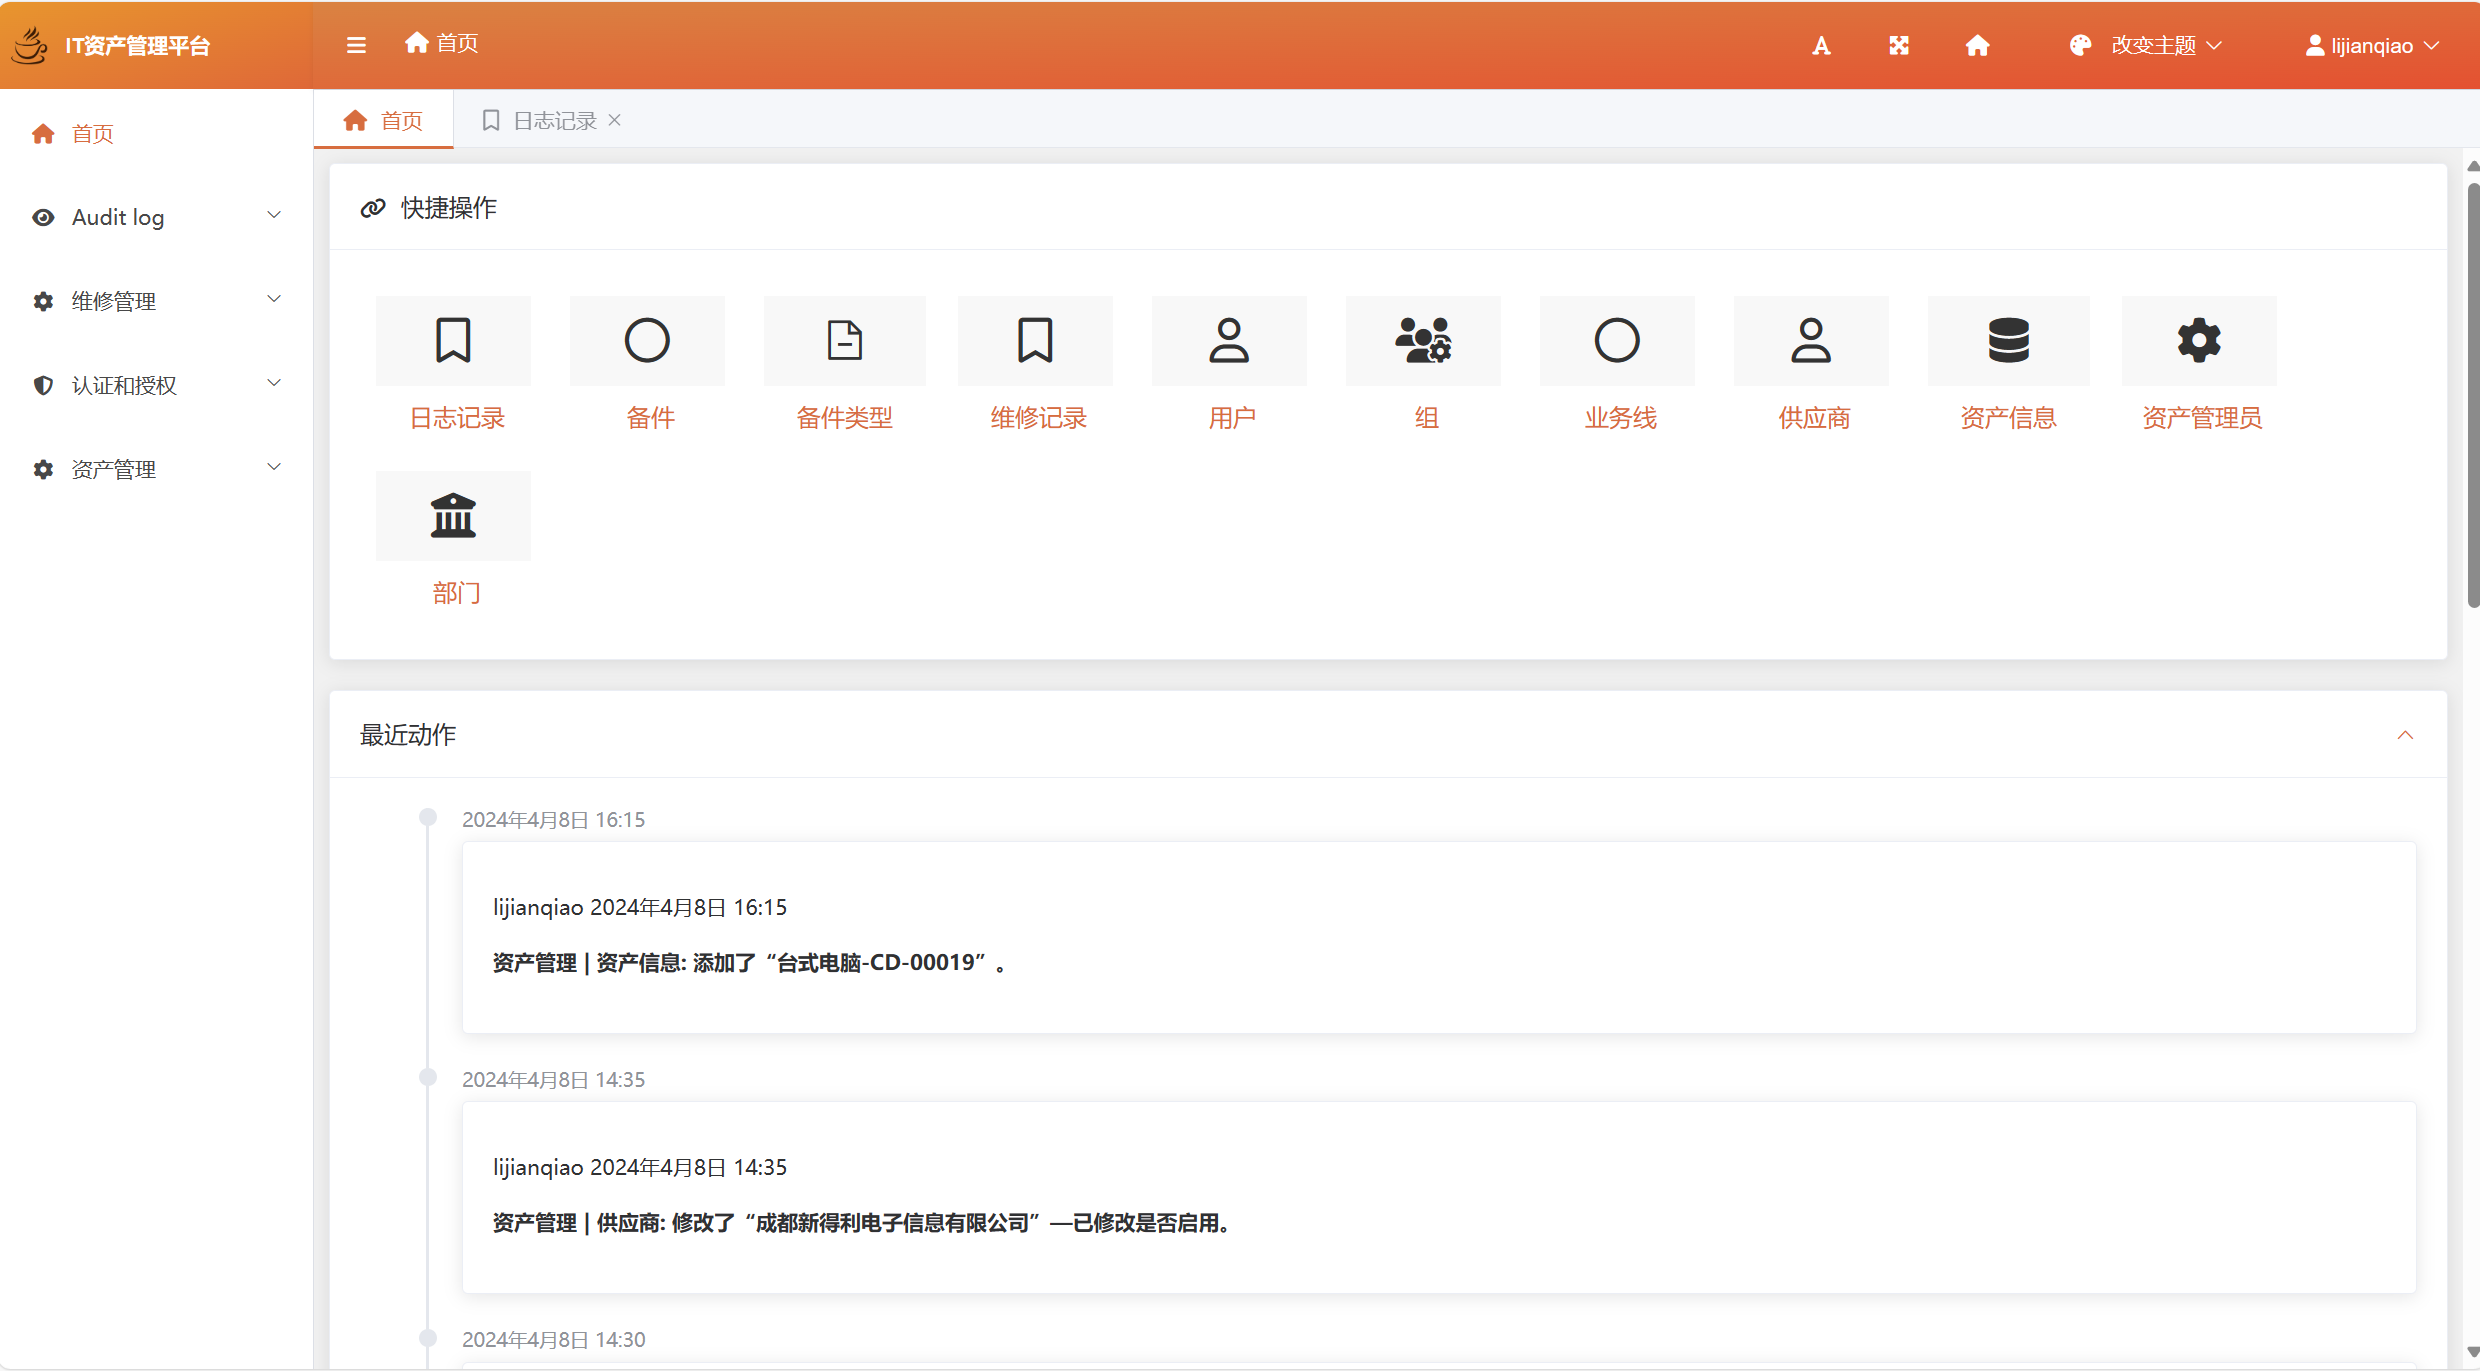 IT资产管理平台
首页
改变主题
lijianqiao
首页
Audit log
维修管理
认证和授权
资产管理
首页
日志记录
快捷操作
日志记录 备件 备件类型 维修记录 用户 组 业务线 供应商 资产信息 资产管理员
部门
最近动作
2024年4月8日 16:15
lijianqiao 2024年4月8日 16:15
资产管理 | 资产信息: 添加了“台式电脑-CD-00019”。
2024年4月8日 14:35
lijianqiao 2024年4月8日 14:35
资产管理 | 供应商: 修改了“成都新得利电子信息有限公司”—已修改是否启用。
2024年4月8日 14:30